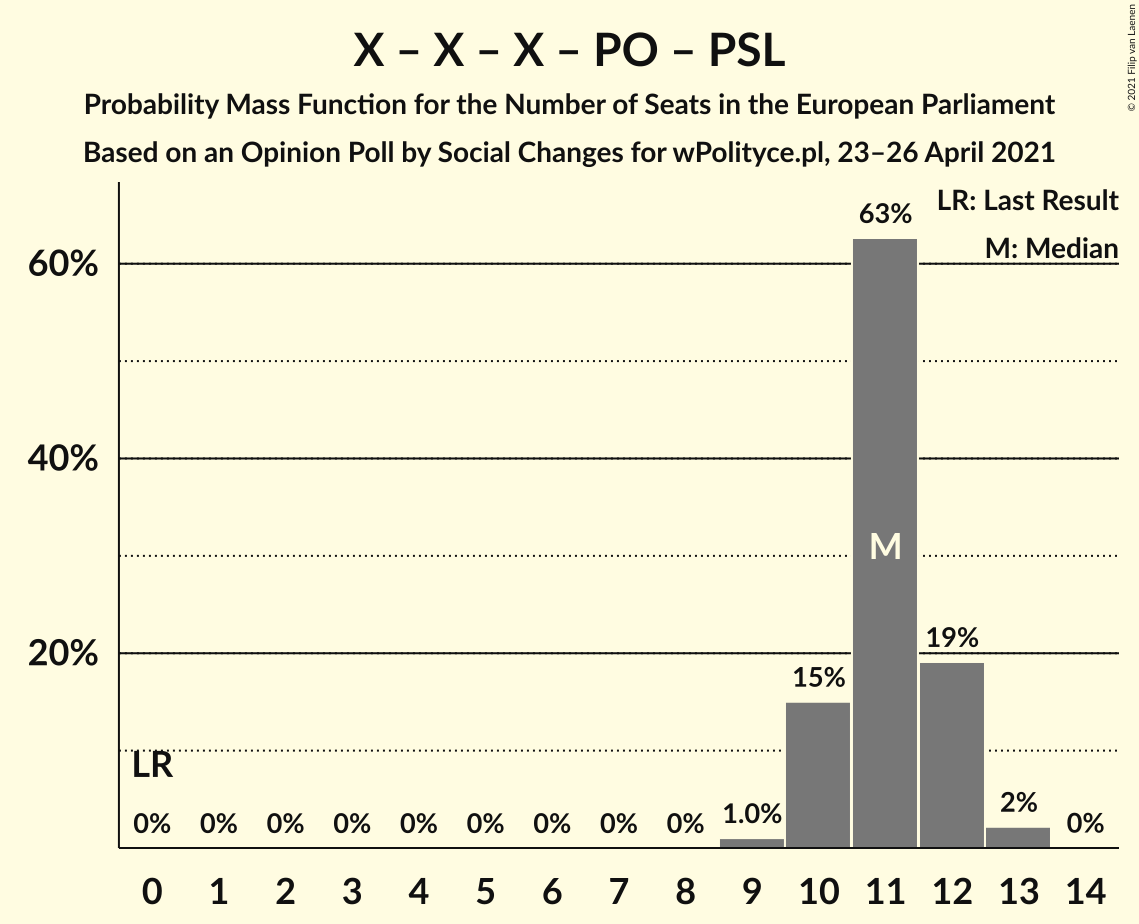 X – X – X – PO – PSL
Probability Mass Function for the Number of Seats in the European Parliament
Based on an Opinion Poll by Social Changes for wPolityce.pl, 23–26 April 2021
© 2021 Filip van Laenen
LR: Last Result
M: Median
60%
40%
20%
63%
M
19%
15%
LR
0% 0% 0% 0% 0% 0% 0% 0% 0% 1.0% 2% 0%
0 1 2 3 4 5 6 7 8 9 10 11 12 13 14